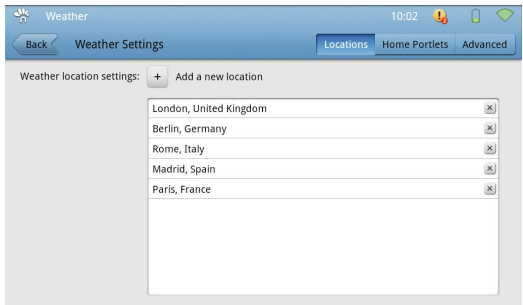 Weather 10:02
Back Weather Settings Locations Home Portlets Advanced
Weather location settings: + Add a new location
London, United Kingdom
Berlin, Germany
Rome, Italy
Madrid, Spain
Paris, France